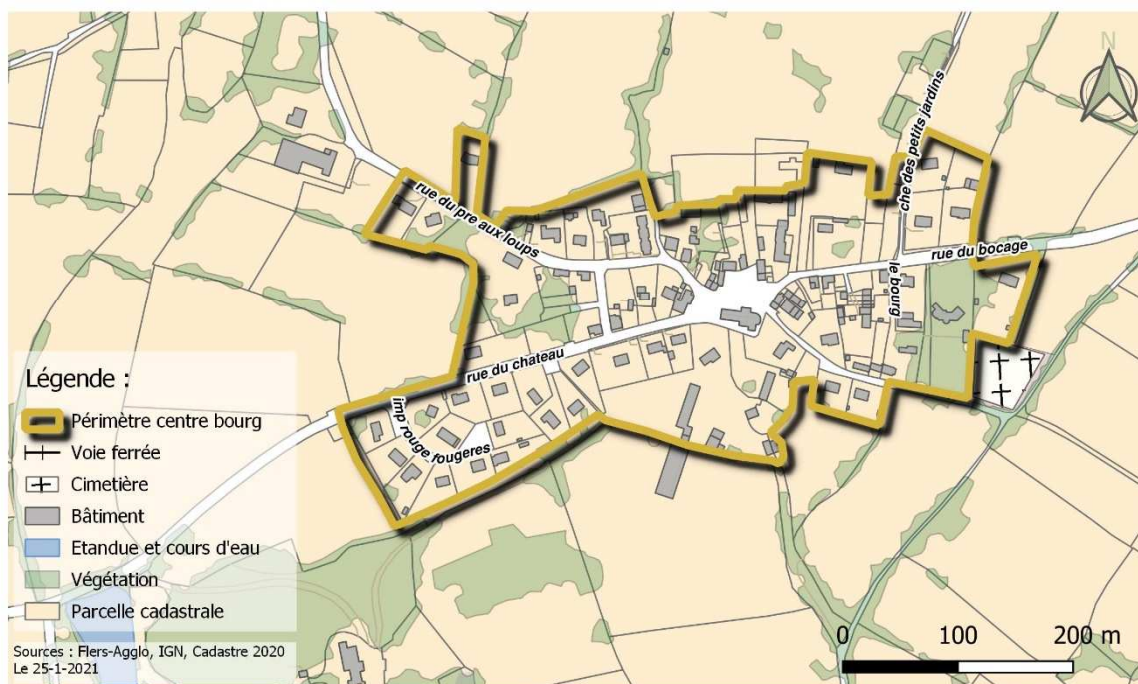 N
che des petits jardins
rue du pre aux loups
rue du bocage
le bourg
rue du chateau
imp rouge fougeres
Légende :
Périmètre centre bourg
Voie ferrée
Cimetière
Bâtiment
Etandue et cours d'eau
Végétation
Parcelle cadastrale
Sources : Flers-Agglo, IGN, Cadastre 2020
Le 25-1-2021
0 100 200 m